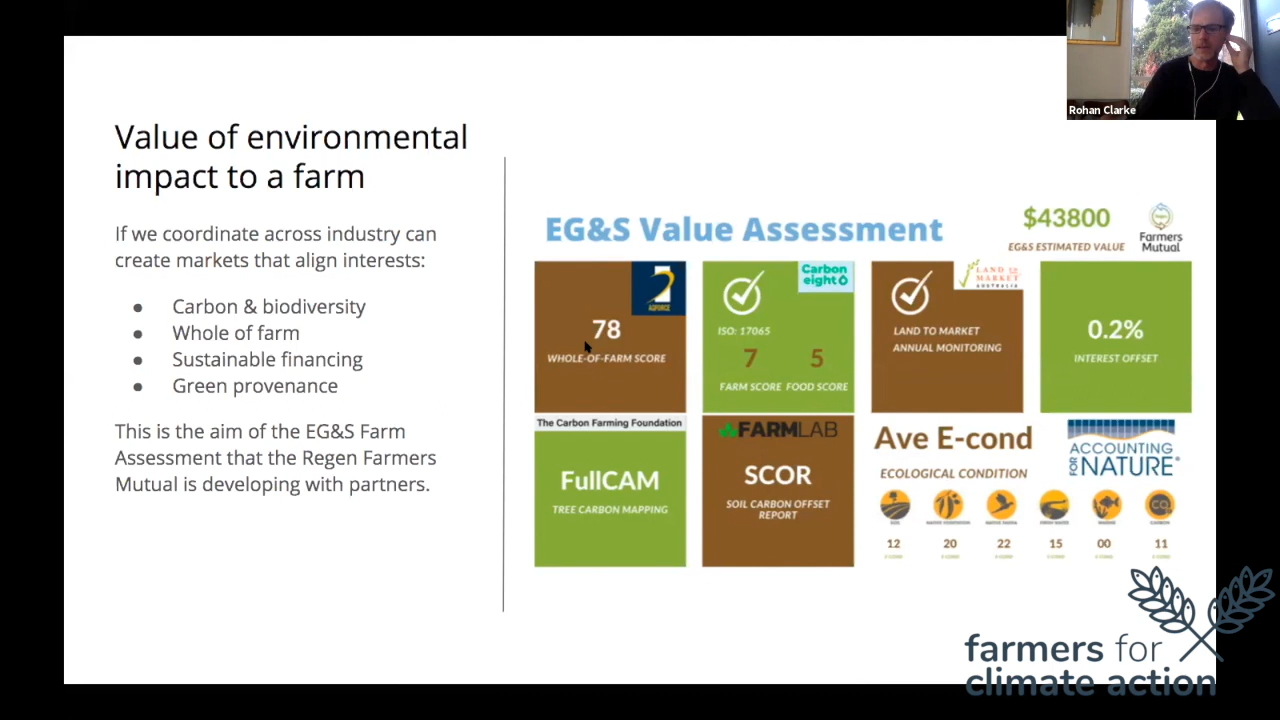 Rohan Clarke
Value of environmental
impact to a farm
If we coordinate across industry can
create markets that align interests:
● Carbon & biodiversity
● Whole of farm
● Sustainable financing
● Green provenance
This is the aim of the EG&S Farm
Assessment that the Regen Farmers
Mutual is developing with partners.
EG&S Value Assessment
$43800
EG&S ESTIMATED VALUE
Farmers
Mutual
AGFORCE
78
WHOLE-OF-FARM SCORE
Carbon
eight
ISO: 17065
7 5
FARM SCORE FOOD SCORE
LAND TO
MARKET
AUSTRALIA
LAND TO MARKET
ANNUAL MONITORING
0.2%
INTEREST OFFSET
The Carbon Farming Foundation
FullCAM
TREE CARBON MAPPING
FARMLAB
SCOR
SOIL CARBON OFFSET
REPORT
Ave E-cond
ECOLOGICAL CONDITION
ACCOUNTING
FOR NATURE®
12 20 22 15 00 11
farmers for
climate action